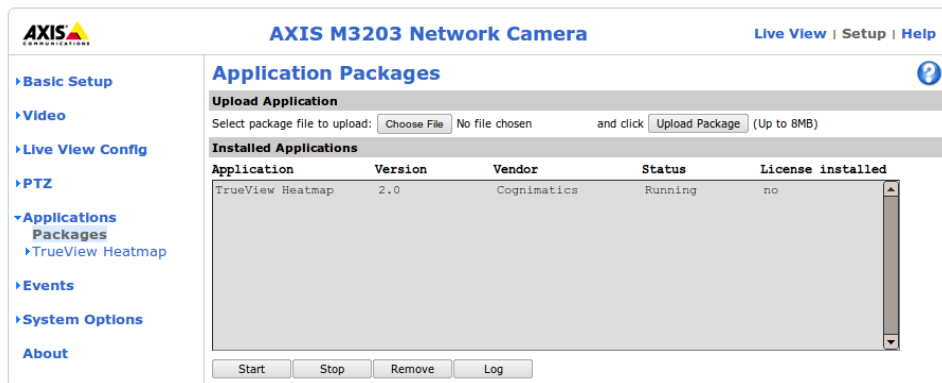 AXIS
COMMUNICATIONS
AXIS M3203 Network Camera
Live View | Setup | Help
Basic Setup
Video
Live View Config
PTZ
Applications
Packages
TrueView Heatmap
Events
System Options
About
Application Packages
?
Upload Application
Select package file to upload: Choose File No file chosen and click Upload Package (Up to 8MB)
Installed Applications
Application Version Vendor Status License installed
TrueView Heatmap 2.0 Cognimatics Running no
Start Stop Remove Log